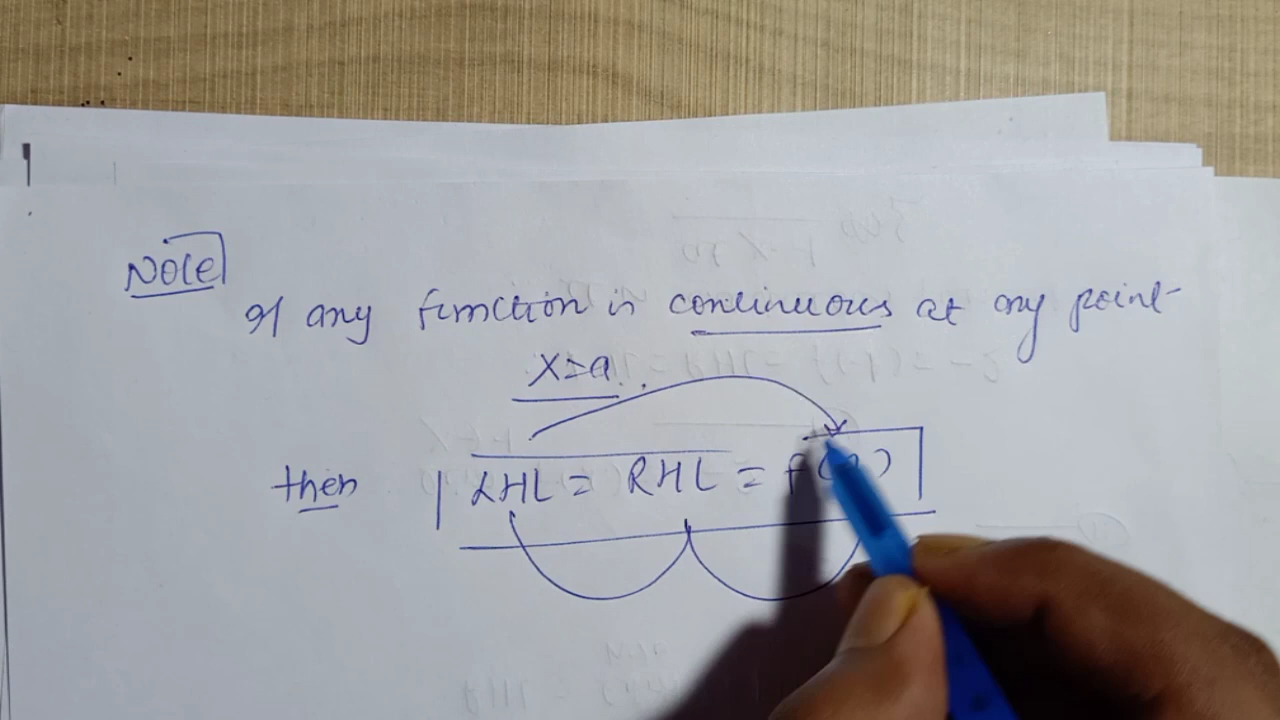 Note
If any function is continuous at any point
x=a
then LHL = RHL = f(a)